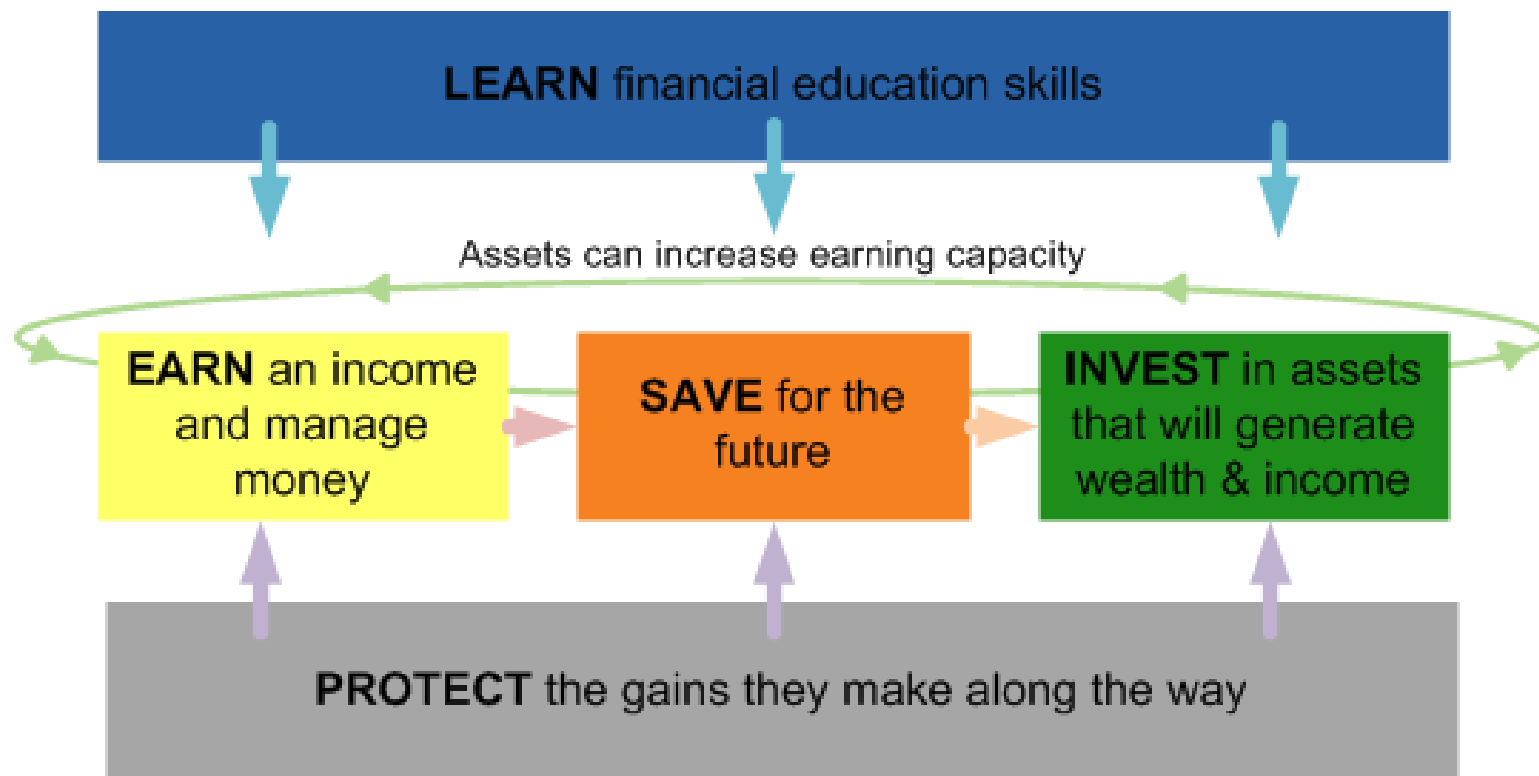 LEARN financial education skills
Assets can increase earning capacity
EARN an income
and manage
money
SAVE for the
future
INVEST in assets
that will generate
wealth & income
PROTECT the gains they make along the way